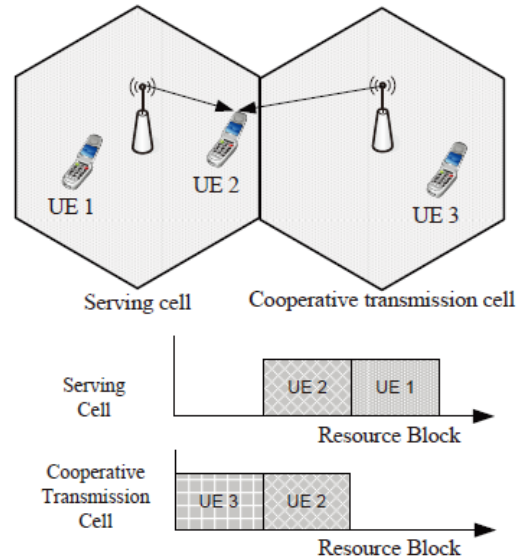 UE 1
UE 2
UE 3
Serving cell
Cooperative transmission cell
Serving
Cell
UE 2
UE 1
Resource Block
Cooperative
Transmission
Cell
UE 3
UE 2
Resource Block